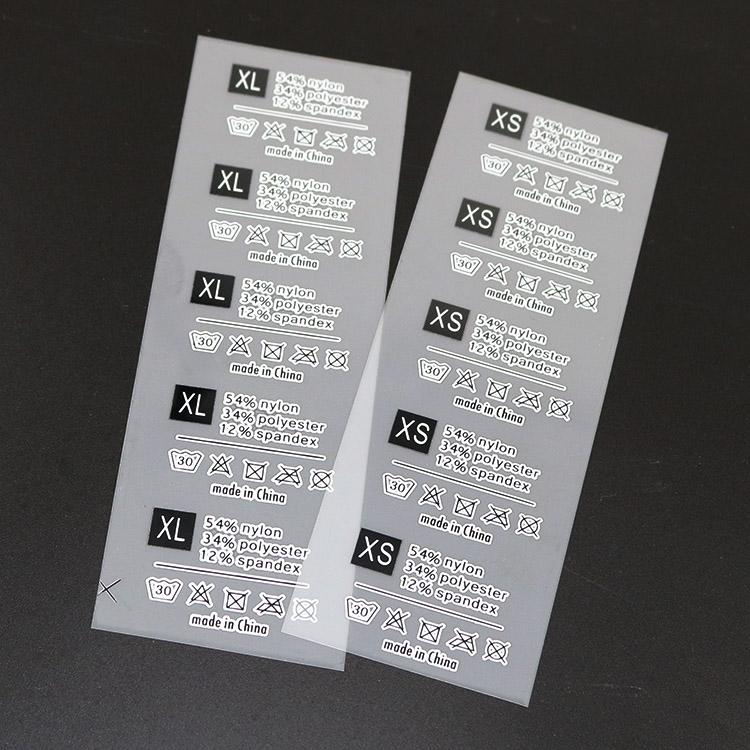 XL
54% nylon
34% polyester
12% spandex
30
made in China
XL
54% nylon
34% polyester
12% spandex
30
made in China
XL
54% nylon
34% polyester
12% spandex
30
made in China
XL
54% nylon
34% polyester
12% spandex
30
made in China
XL
54% nylon
34% polyester
12% spandex
30
made in China
XS
54% nylon
34% polyester
12% spandex
30
made in China
XS
54% nylon
34% polyester
12% spandex
30
made in China
XS
54% nylon
34% polyester
12% spandex
30
made in China
XS
54% nylon
34% polyester
12% spandex
30
made in China
XS
54% nylon
34% polyester
12% spandex
30
made in China